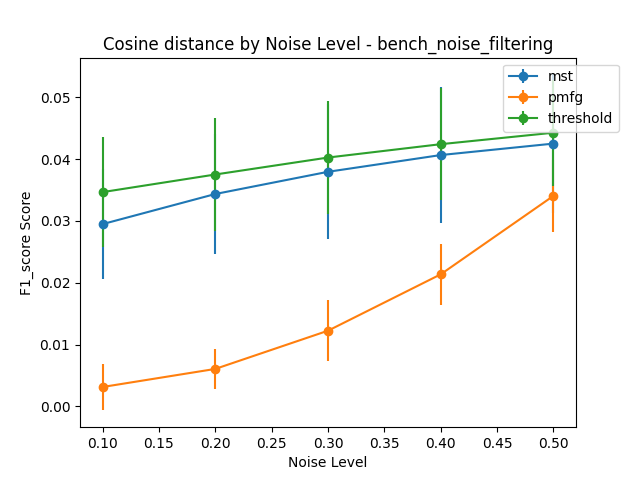 Cosine distance by Noise Level - bench_noise_filtering
mst
pmfg
threshold
F1_score Score
0.05
0.04
0.03
0.02
0.01
0.00
0.10 0.15 0.20 0.25 0.30 0.35 0.40 0.45 0.50
Noise Level